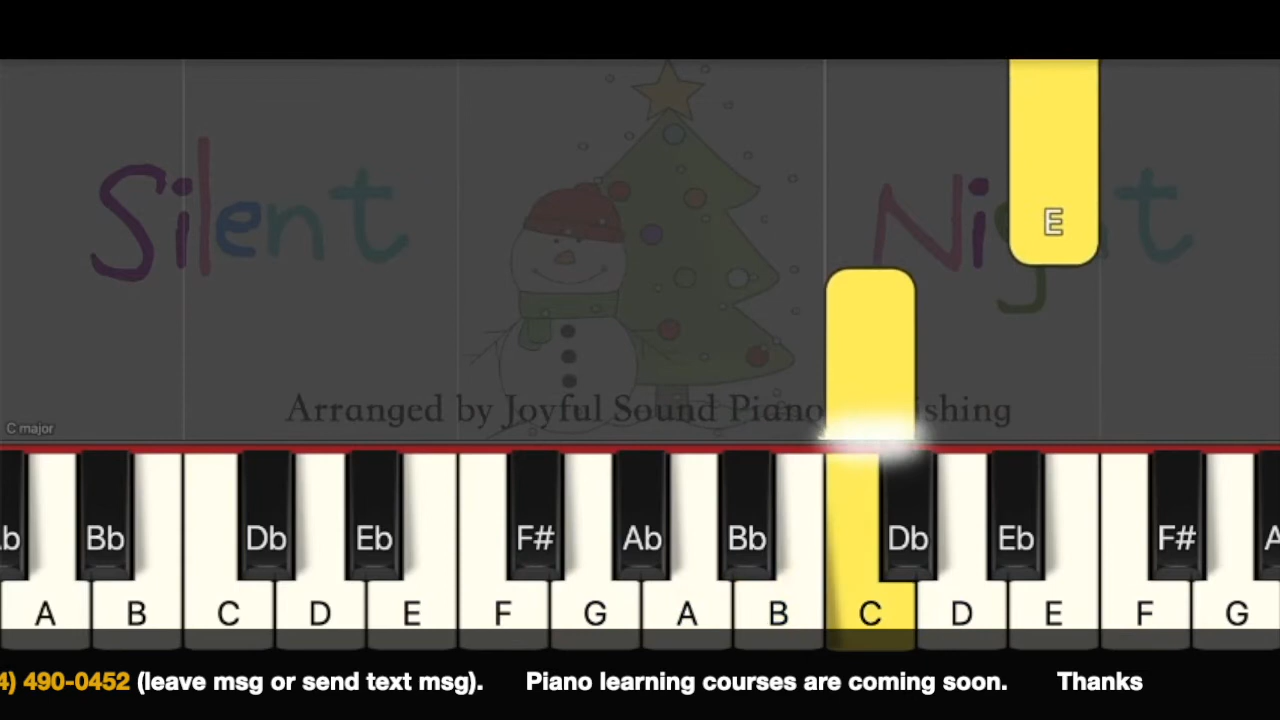 Silent Night
E
Arranged by Joyful Sound Piano shing
C major
b Bb Db Eb F# Ab Bb Db Eb F# A
A B C D E F G A B C D E F G
4) 490-0452 (leave msg or send text msg). Piano learning courses are coming soon. Thanks